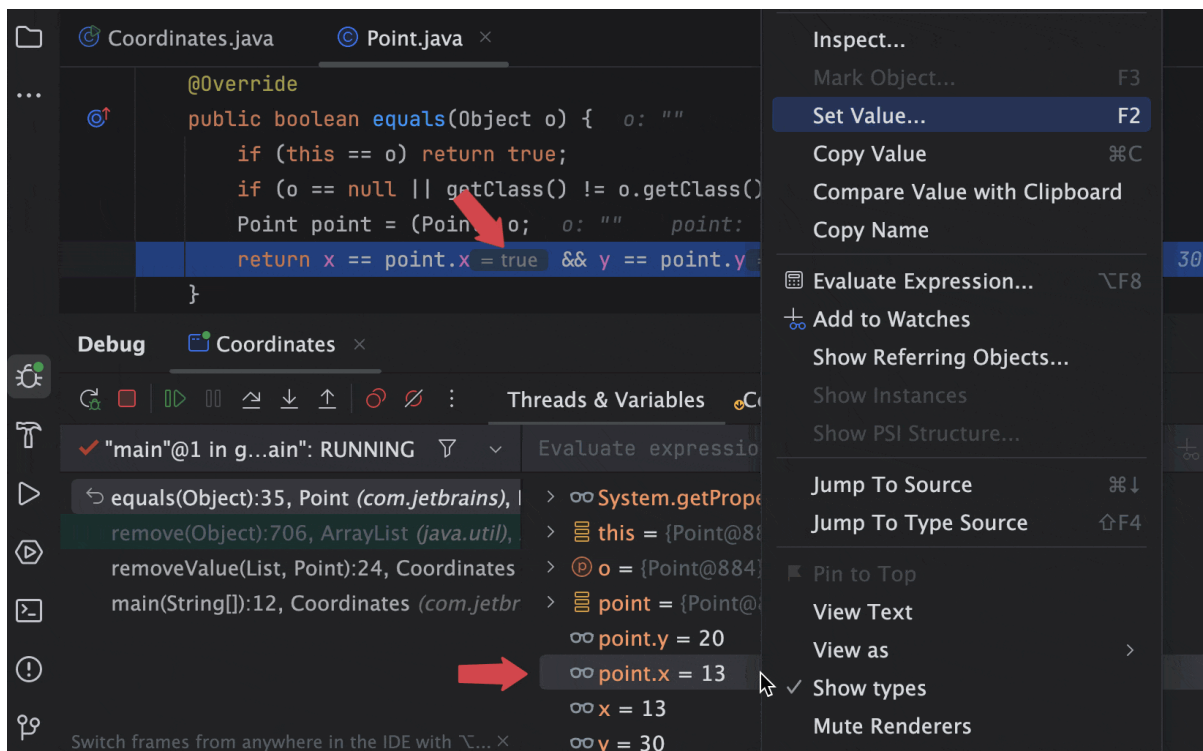 Coordinates.java
Point.java
@Override
public boolean equals(Object o) { o: ""
if (this == o) return true;
if (o == null || getClass() != o.getClass()
Point point = (Poin o; o: "" point:
return x == point.x = true && y == point.y = 30
}
Debug
Coordinates
Threads & Variables
"main"@1 in g...ain": RUNNING
Evaluate expressio
equals(Object):35, Point (com.jetbrains),
remove(Object):706, ArrayList (java.util),
removeValue(List, Point):24, Coordinates
main(String[]):12, Coordinates (com.jetbr
Switch frames from anywhere in the IDE with ⌥...
System.getPrope
this = {Point@88
o = {Point@884}
point = {Point@
point.y = 20
point.x = 13
x = 13
y = 30
Inspect...
Mark Object... F3
Set Value... F2
Copy Value ⌘C
Compare Value with Clipboard
Copy Name
Evaluate Expression... ⌥F8
Add to Watches
Show Referring Objects...
Show Instances
Show PSI Structure...
Jump To Source ⌘↓
Jump To Type Source ⇧F4
Pin to Top
View Text
View as
Show types
Mute Renderers